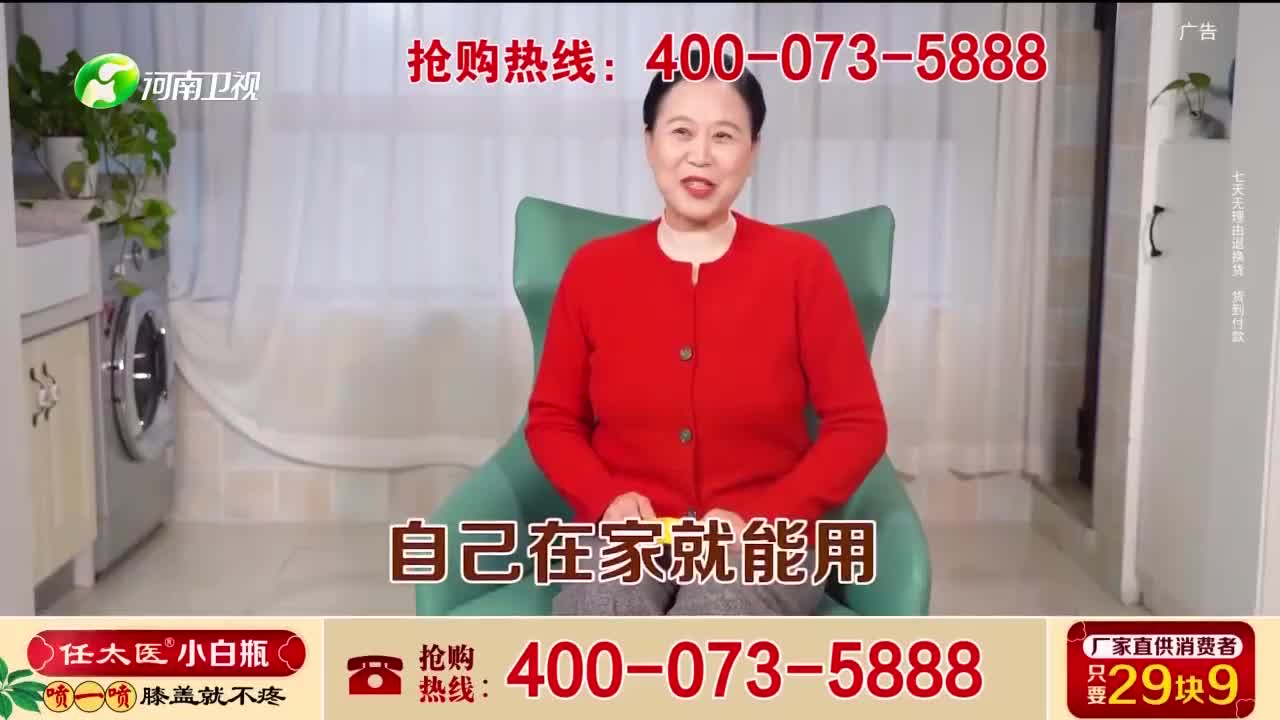 抢购热线：400-073-5888
广告
河南卫视
七天无理由退换货 货到付款
自己在家就能用
任太医®小白瓶
喷一喷膝盖就不疼
抢购
热线：
400-073-5888
厂家直供消费者
只要29块9